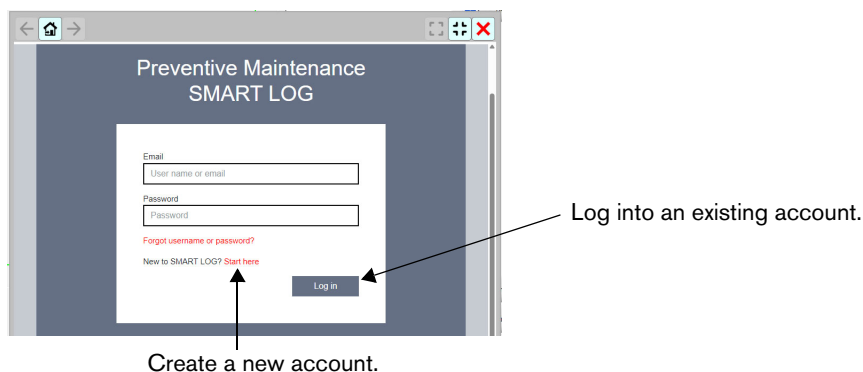 Preventive Maintenance
SMART LOG
Email
User name or email
Password
Password
Forgot username or password?
New to SMART LOG? Start here
Log in
Log into an existing account.
Create a new account.